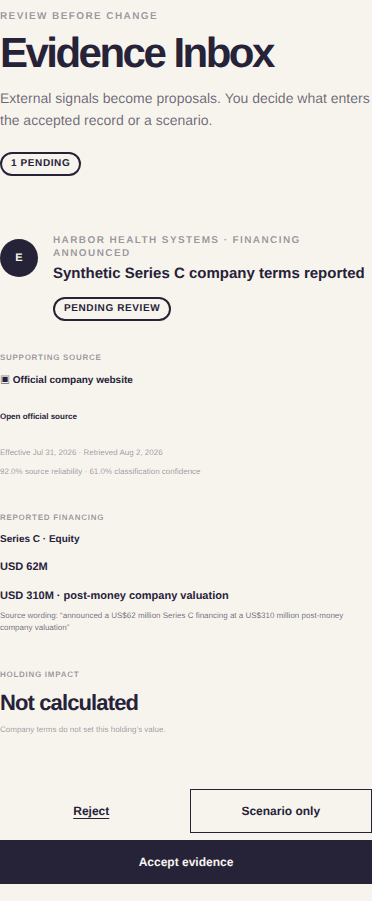 REVIEW BEFORE CHANGE
Evidence Inbox
External signals become proposals. You decide what enters
the accepted record or a scenario.
1 PENDING
E
HARBOR HEALTH SYSTEMS · FINANCING
ANNOUNCED
Synthetic Series C company terms reported
PENDING REVIEW
SUPPORTING SOURCE
▣ Official company website
Open official source
Effective Jul 31, 2026 · Retrieved Aug 2, 2026
92.0% source reliability · 61.0% classification confidence
REPORTED FINANCING
Series C · Equity
USD 62M
USD 310M · post-money company valuation
Source wording: “announced a US$62 million Series C financing at a US$310 million post-money
company valuation”
HOLDING IMPACT
Not calculated
Company terms do not set this holding's value.
Reject
Scenario only
Accept evidence